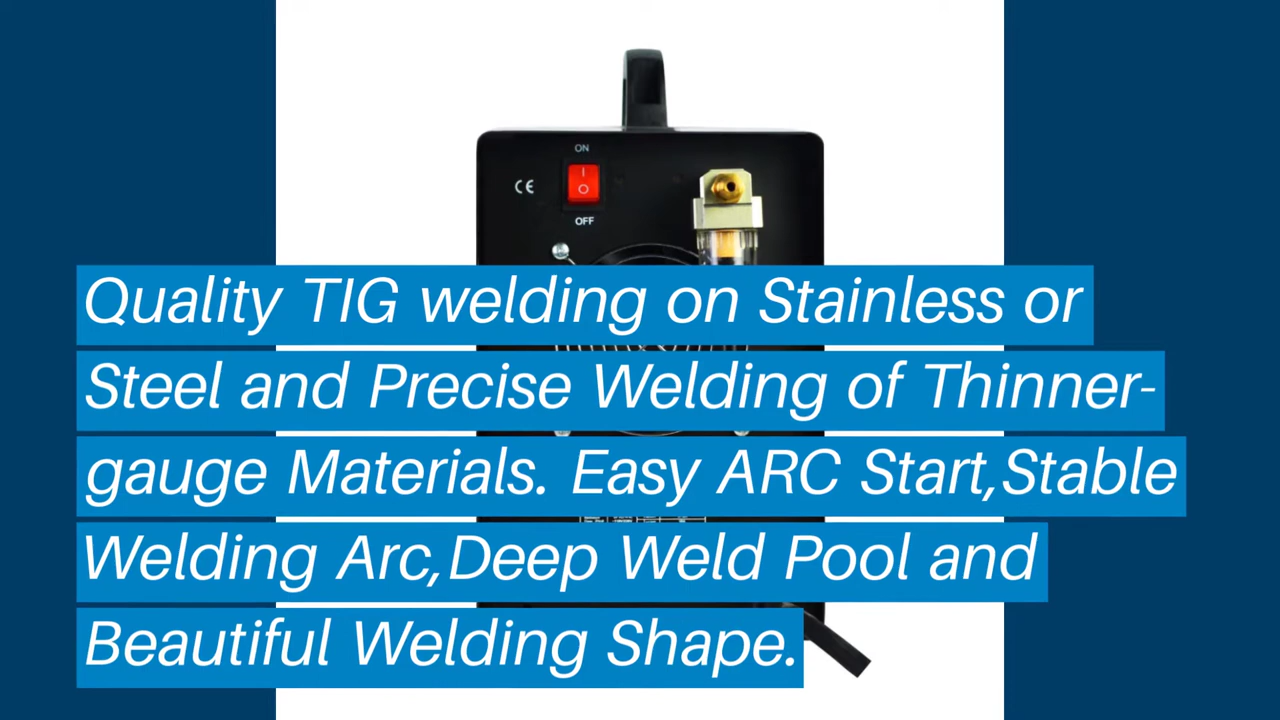 ON
CE
I
O
OFF
Quality TIG welding on Stainless or
Steel and Precise Welding of Thinner-
gauge Materials. Easy ARC Start,Stable
Welding Arc,Deep Weld Pool and
Beautiful Welding Shape.